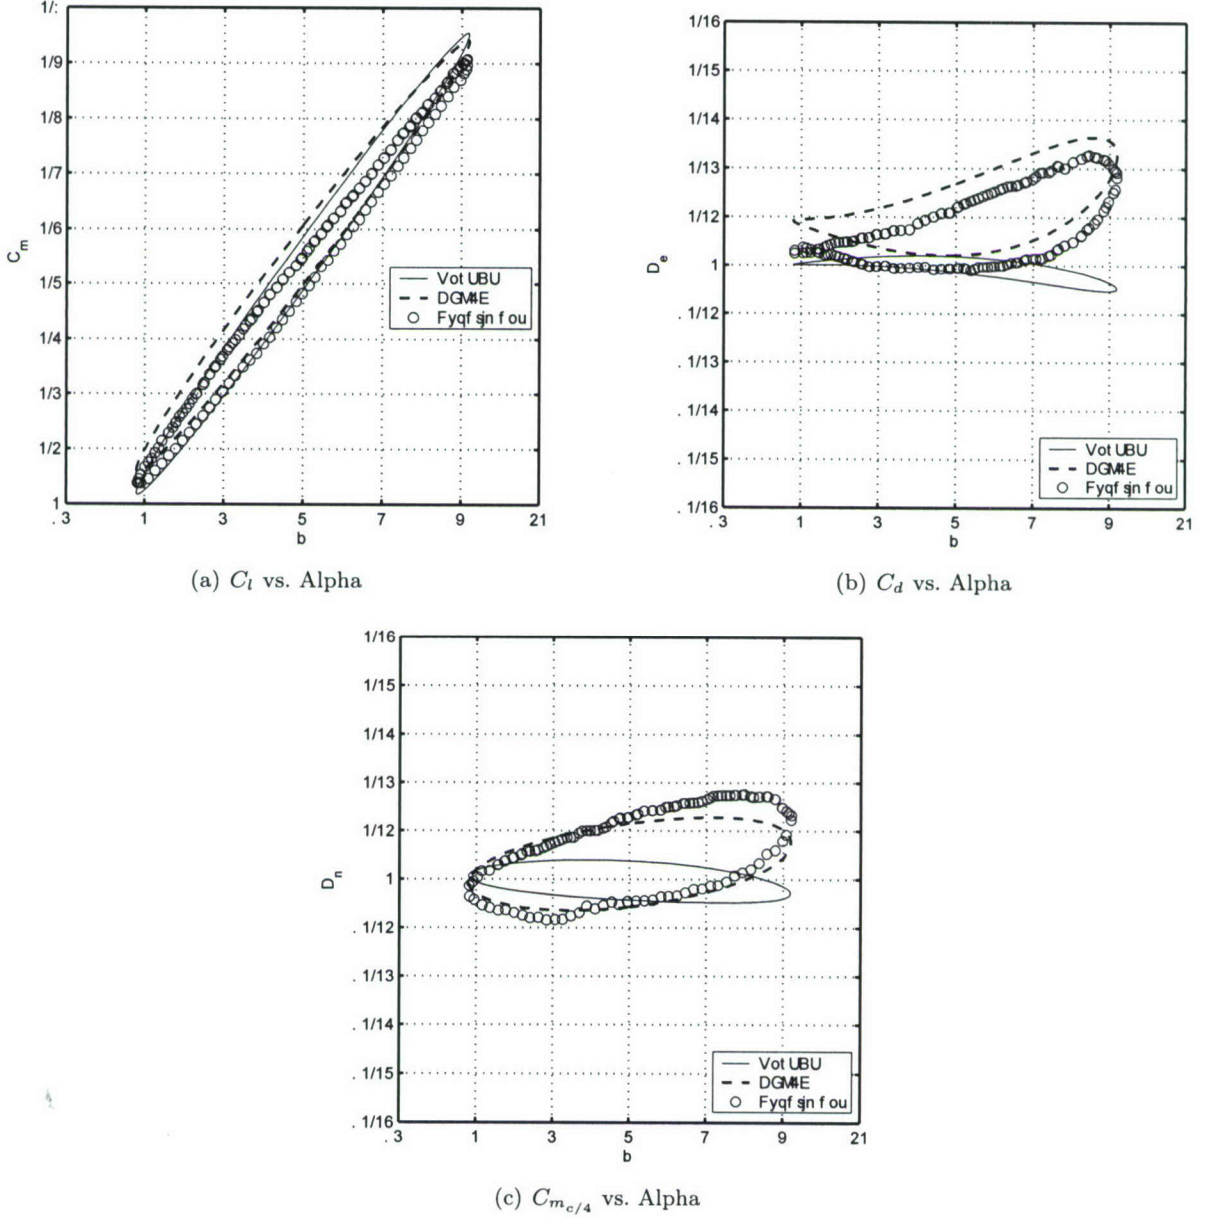 1/:
1/9
1/8
1/7
1/6
1/5
1/4
1/3
1/2
1
C m
. 3
1
3
5
7
9
21
b
Vot UBU
DGM4E
Fyqf sjn f ou
(a) C_l vs. Alpha
1/16
1/15
1/14
1/13
1/12
1
. 1/12
. 1/13
. 1/14
. 1/15
. 1/16
D e
. 3
1
3
5
7
9
21
b
Vot UBU
DGM4E
Fyqf sjn f ou
(b) C_d vs. Alpha
1/16
1/15
1/14
1/13
1/12
1
. 1/12
. 1/13
. 1/14
. 1/15
. 1/16
D n
. 3
1
3
5
7
9
21
b
Vot UBU
DGM4E
Fyqf sjn f ou
(c) C_{m_{c/4}} vs. Alpha